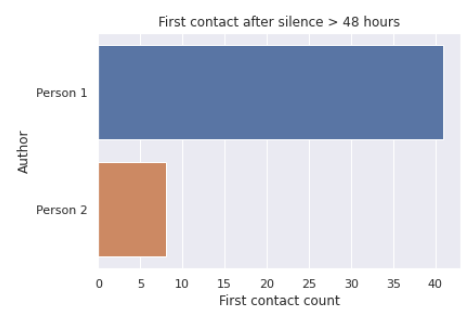 First contact after silence > 48 hours
Author
Person 1
Person 2
0 5 10 15 20 25 30 35 40
First contact count